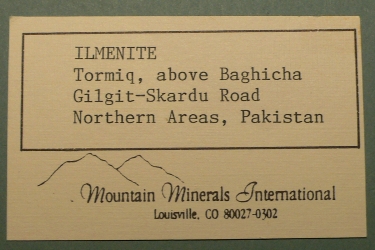 ILMENITE
Tormiq, above Baghicha
Gilgit-Skardu Road
Northern Areas, Pakistan
Mountain Minerals International
Louisville, CO 80027-0302